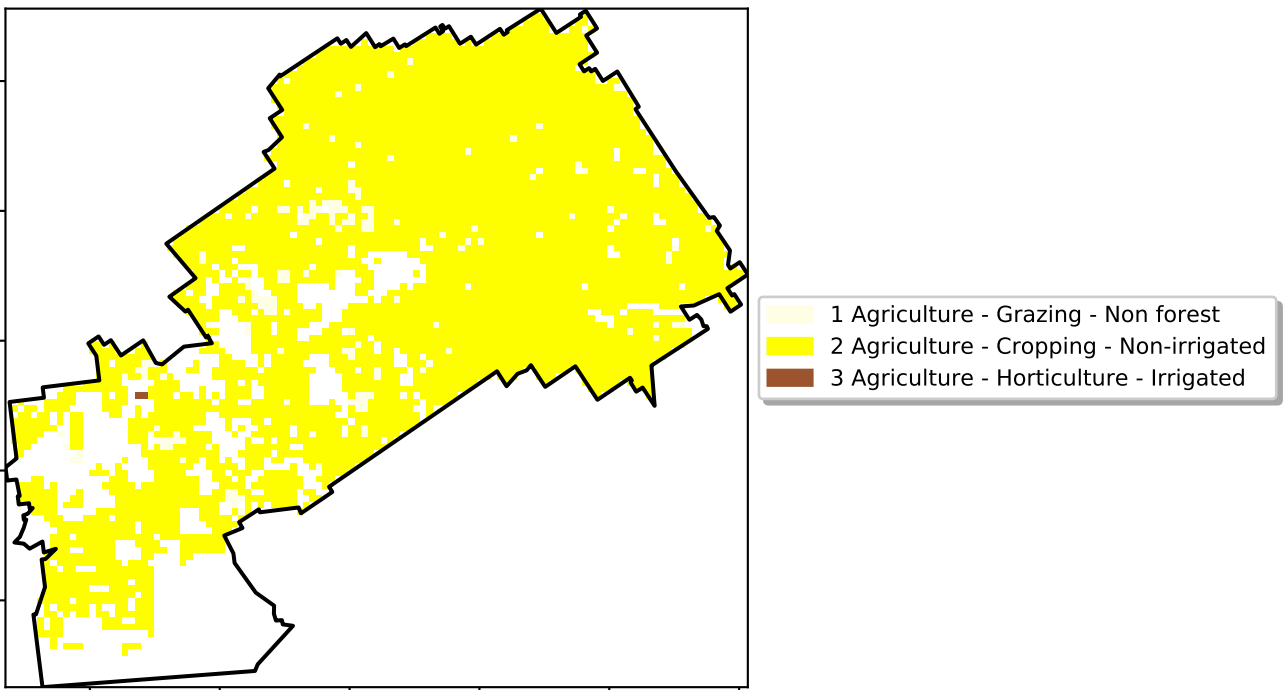 1 Agriculture - Grazing - Non forest
2 Agriculture - Cropping - Non-irrigated
3 Agriculture - Horticulture - Irrigated